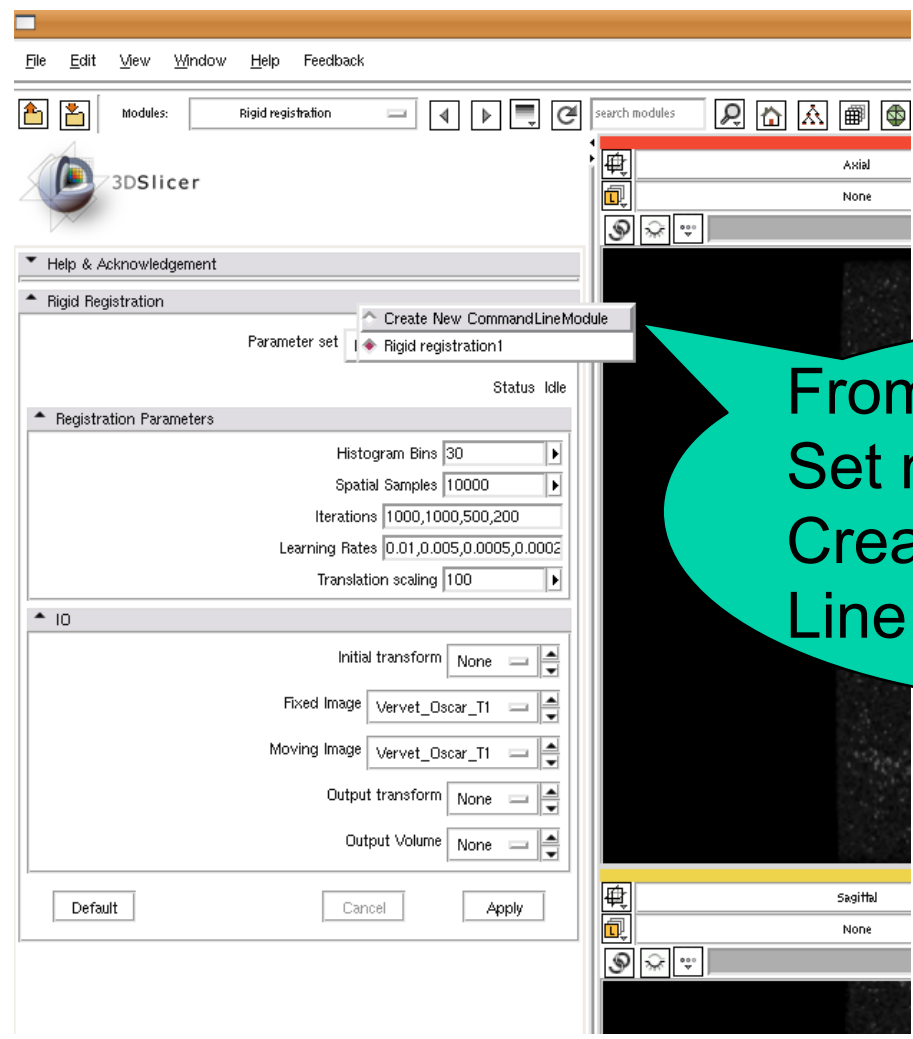 File Edit View Window Help Feedback
Modules: Rigid registration search modules
3DSlicer
Axial
None
Help & Acknowledgement
Rigid Registration
Create New CommandLineModule
Parameter set
Rigid registration1
Status Idle
Registration Parameters
Histogram Bins 30
Spatial Samples 10000
Iterations 1000,1000,500,200
Learning Rates 0.01,0.005,0.0005,0.0002
Translation scaling 100
IO
Initial transform None
Fixed Image Vervet_Oscar_T1
Moving Image Vervet_Oscar_T1
Output transform None
Output Volume None
Default Cancel Apply
Sagittal
None
Set
Line